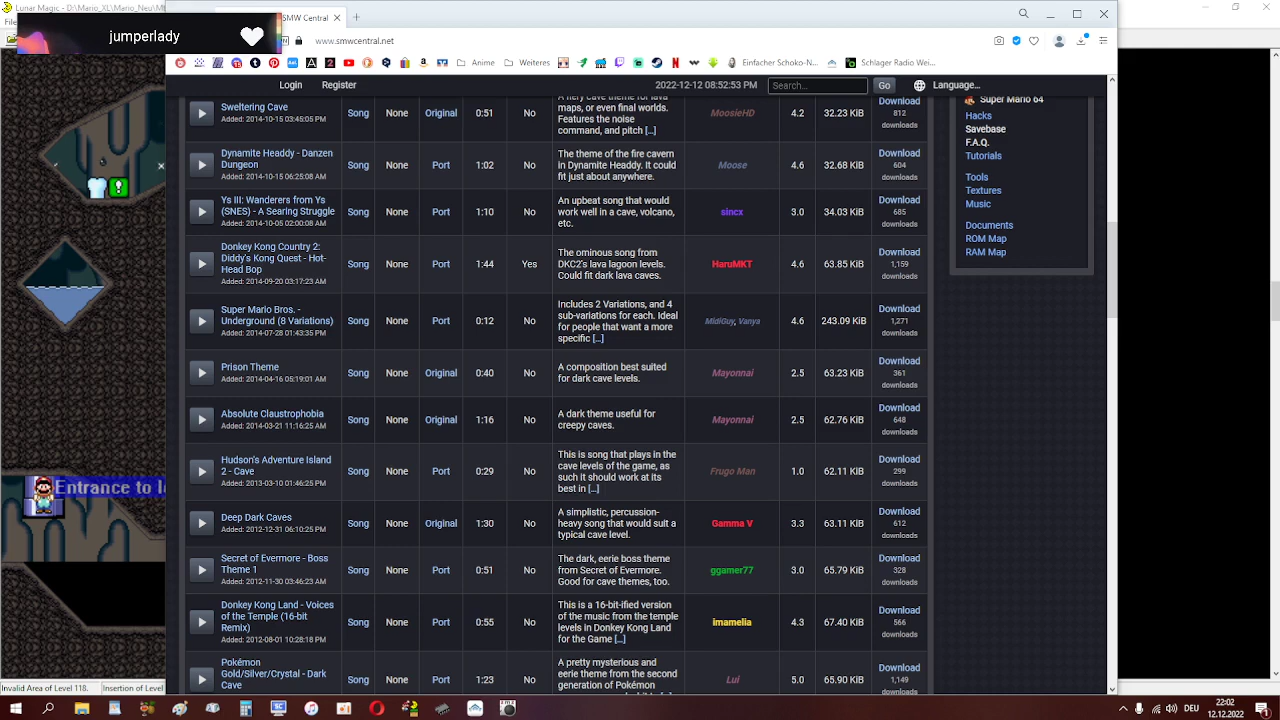 Lunar Magic - [D:\Mario_XL\Mario_Neu\M
SMW Central
jumperlady
www.smwcentral.net
Anime
Weiteres
Einfacher Schoko-N...
Schlager Radio Wei...
Login
Register
2022-12-12 08:52:53 PM
Search...
Go
Language...
Sweltering Cave
Added: 2014-10-15 03:45:05 PM
Song
None
Original
0:51
No
A fiery cave theme for lava
maps, or even final worlds.
Features the noise
command, and pitch [...]
MoosieHD
4.2
32.23 KiB
Download
812
downloads
Dynamite Headdy - Danzen
Dungeon
Added: 2014-10-15 06:25:08 AM
Song
None
Port
1:02
No
The theme of the fire cavern
in Dynamite Headdy. It could
fit just about anywhere.
Moose
4.6
32.68 KiB
Download
604
downloads
Ys III: Wanderers from Ys
(SNES) - A Searing Struggle
Added: 2014-10-05 02:00:08 AM
Song
None
Port
1:10
No
An upbeat song that would
work well in a cave, volcano,
etc.
sincx
3.0
34.03 KiB
Download
685
downloads
Donkey Kong Country 2:
Diddy's Kong Quest - Hot-
Head Bop
Added: 2014-09-20 03:17:23 AM
Song
None
Port
1:44
Yes
The ominous song from
DKC2's lava lagoon levels.
Could fit dark lava caves.
HaruMKT
4.6
63.85 KiB
Download
1,159
downloads
Super Mario Bros. -
Underground (8 Variations)
Added: 2014-07-28 01:43:35 PM
Song
None
Port
0:12
No
Includes 2 Variations, and 4
sub-variations for each. Ideal
for people that want a more
specific [...]
MidiGuy, Vanya
4.6
243.09 KiB
Download
1,271
downloads
Prison Theme
Added: 2014-04-16 05:19:01 AM
Song
None
Original
0:40
No
A composition best suited
for dark cave levels.
Mayonnai
2.5
63.23 KiB
Download
361
downloads
Absolute Claustrophobia
Added: 2014-03-21 11:16:25 AM
Song
None
Original
1:16
No
A dark theme useful for
creepy caves.
Mayonnai
2.5
62.76 KiB
Download
648
downloads
Hudson's Adventure Island
2 - Cave
Added: 2013-03-10 01:46:25 AM
Song
None
Port
0:29
No
This is song that plays in the
cave levels of the game, as
such it should work at its
best in [...]
Frugo Man
1.0
62.11 KiB
Download
299
downloads
Deep Dark Caves
Added: 2012-12-31 06:10:25 PM
Song
None
Original
1:30
No
A simplistic, percussion-
heavy song that would suit a
typical cave level.
Gamma V
3.3
63.11 KiB
Download
612
downloads
Secret of Evermore - Boss
Theme 1
Added: 2012-11-30 03:46:23 AM
Song
None
Port
0:51
No
The dark, eerie boss theme
from Secret of Evermore.
Good for cave themes, too.
ggamer77
3.0
65.79 KiB
Download
328
downloads
Donkey Kong Land - Voices
of the Temple (16-bit
Remix)
Added: 2012-08-01 10:28:18 PM
Song
None
Port
0:55
No
This is a 16-bit-ified version
of the music from the temple
levels in Donkey Kong Land
for the Game [...]
imamelia
4.3
67.40 KiB
Download
566
downloads
Pokémon
Gold/Silver/Crystal - Dark
Cave
Song
None
Port
1:23
No
A pretty mysterious and
eerie theme from the second
generation of Pokémon
Lui
5.0
65.90 KiB
Download
1,149
downloads
Super Mario 64
Hacks
Savebase
F.A.Q.
Tutorials
Tools
Textures
Music
Documents
ROM Map
RAM Map
Entrance to l
Invalid Area of Level 118.
Insertion of Level
DEU
22:02
12.12.2022